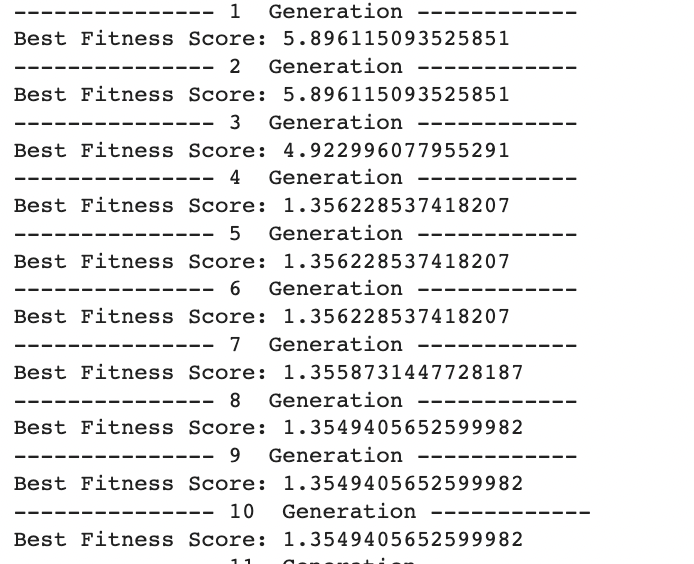 --------------- 1  Generation ------------
Best Fitness Score: 5.896115093525851
--------------- 2  Generation ------------
Best Fitness Score: 5.896115093525851
--------------- 3  Generation ------------
Best Fitness Score: 4.922996077955291
--------------- 4  Generation ------------
Best Fitness Score: 1.356228537418207
--------------- 5  Generation ------------
Best Fitness Score: 1.356228537418207
--------------- 6  Generation ------------
Best Fitness Score: 1.356228537418207
--------------- 7  Generation ------------
Best Fitness Score: 1.3558731447728187
--------------- 8  Generation ------------
Best Fitness Score: 1.3549405652599982
--------------- 9  Generation ------------
Best Fitness Score: 1.3549405652599982
--------------- 10  Generation ------------
Best Fitness Score: 1.3549405652599982
11  Generation